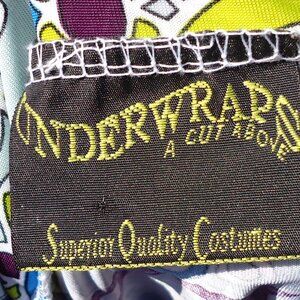 UNDERWRAPS
A CUT ABOVE
Superior Quality Costumes